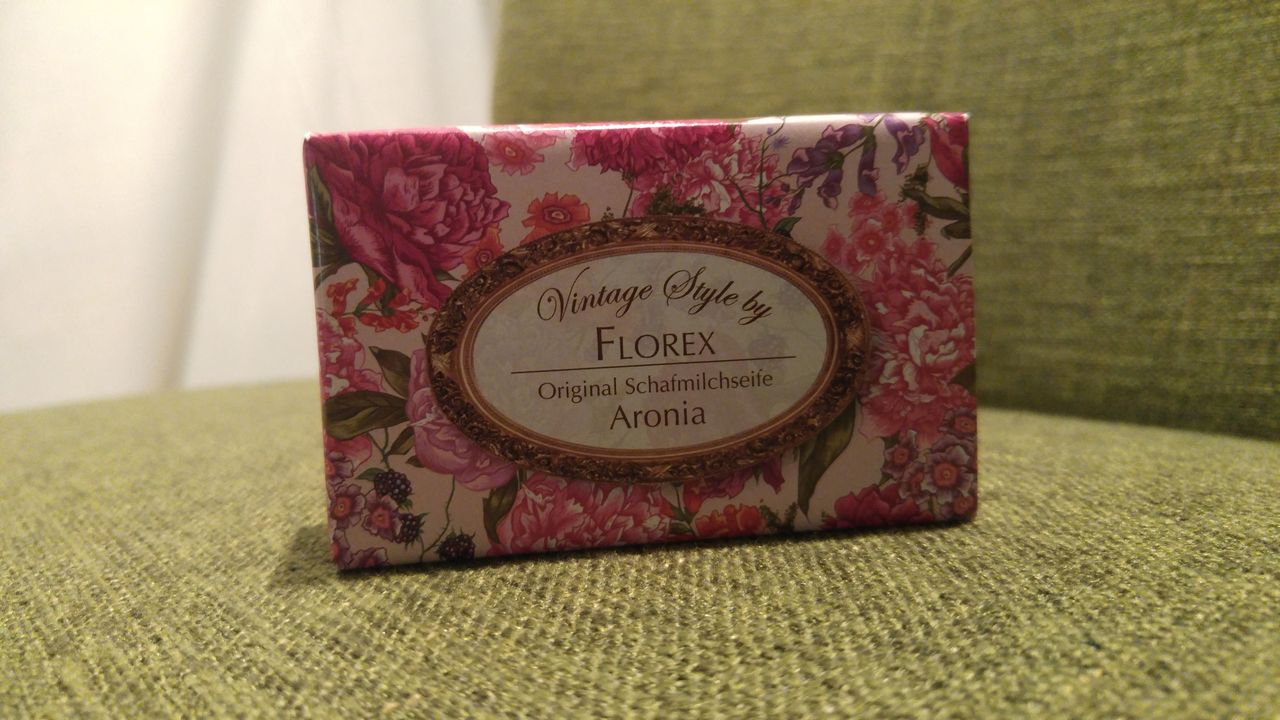 Vintage Style by
FLOREX
Original Schafmilchseife
Aronia